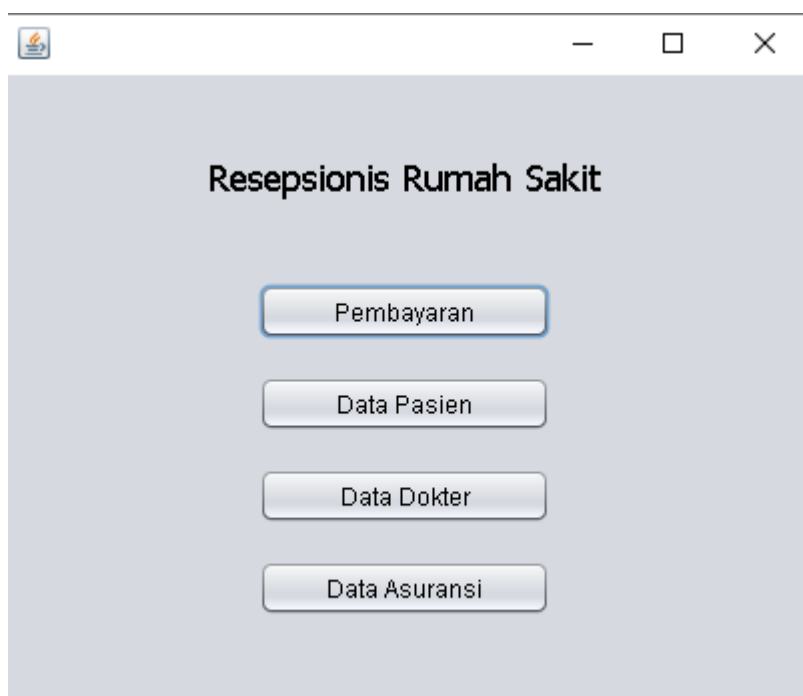 Resepsionis Rumah Sakit
Pembayaran
Data Pasien
Data Dokter
Data Asuransi